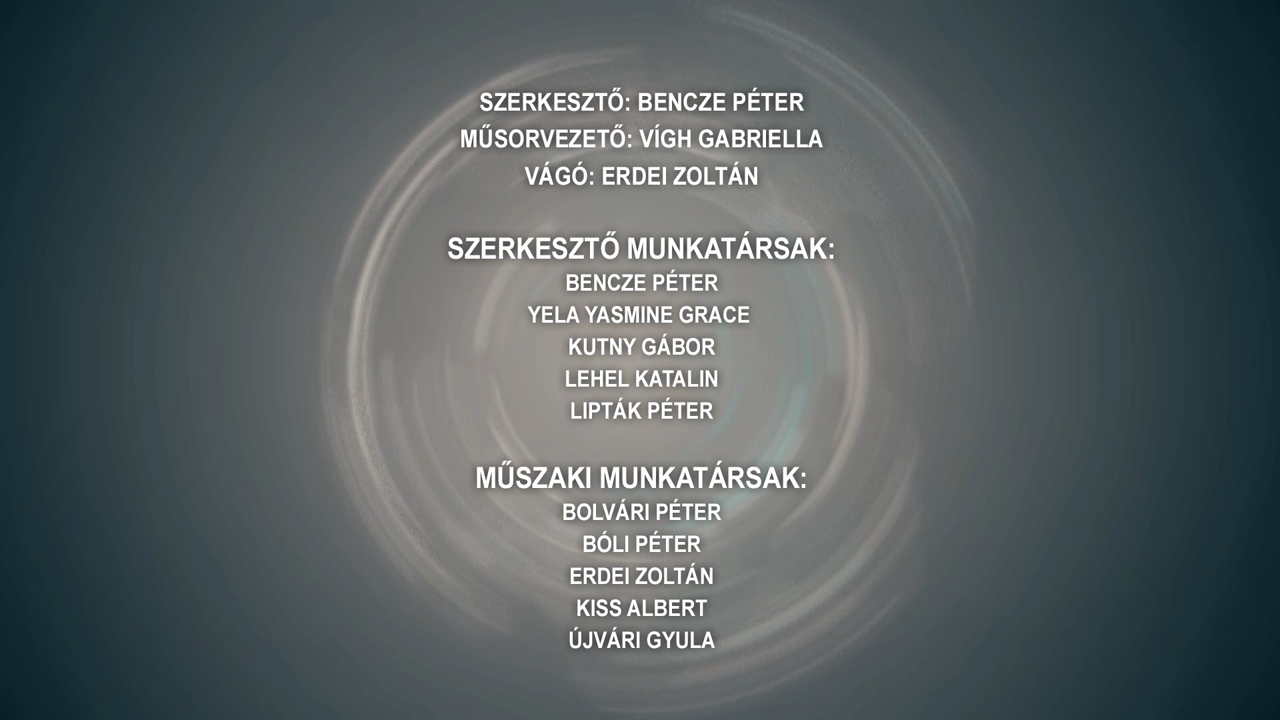 SZERKESZTŐ: BENCZE PÉTER
MŰSORVEZETŐ: VÍGH GABRIELLA
VÁGÓ: ERDEI ZOLTÁN
SZERKESZTŐ MUNKATÁRSAK:
BENCZE PÉTER
YELA YASMINE GRACE
KUTNY GÁBOR
LEHEL KATALIN
LIPTÁK PÉTER
MŰSZAKI MUNKATÁRSAK:
BOLVÁRI PÉTER
BÓLI PÉTER
ERDEI ZOLTÁN
KISS ALBERT
ÚJVÁRI GYULA